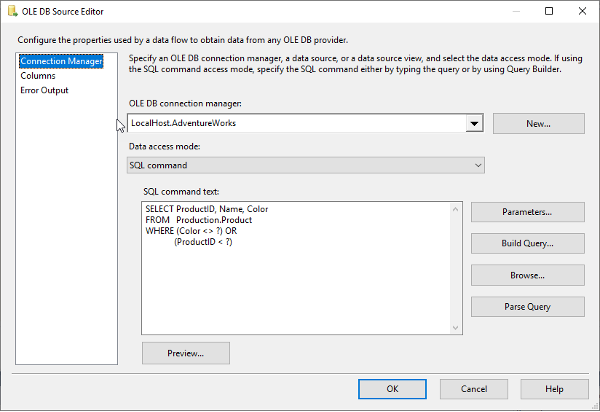 OLE DB Source Editor
Configure the properties used by a data flow to obtain data from any OLE DB provider.
Connection Manager
Columns
Error Output
Specify an OLE DB connection manager, a data source, or a data source view, and select the data access mode. If using
the SQL command access mode, specify the SQL command either by typing the query or by using Query Builder.
OLE DB connection manager:
LocalHost.AdventureWorks
New...
Data access mode:
SQL command
SQL command text:
SELECT ProductID, Name, Color
FROM Production.Product
WHERE (Color <> ?) OR
(ProductID < ?)
Parameters...
Build Query...
Browse...
Parse Query
Preview...
OK
Cancel
Help